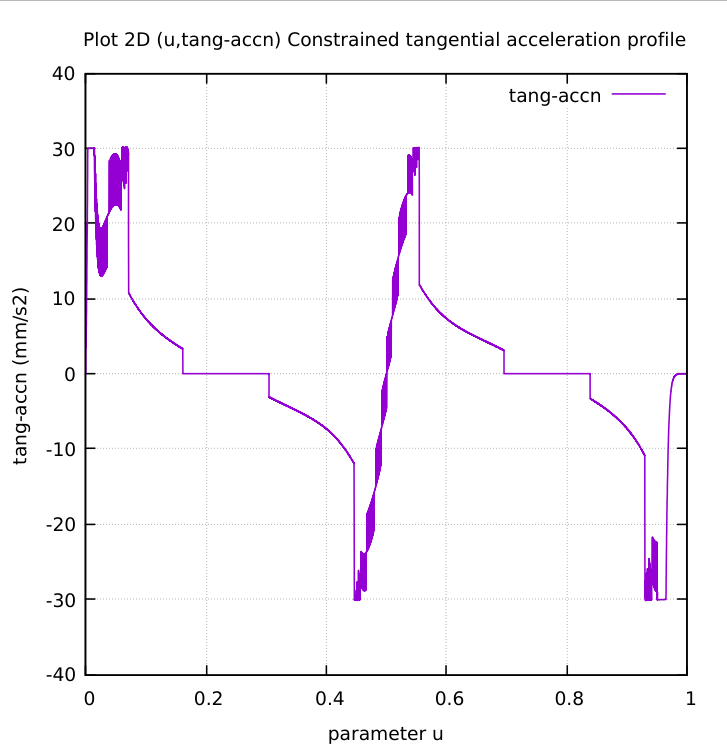 Plot 2D (u,tang-accn) Constrained tangential acceleration profile
40
tang-accn
30
20
10
0
-10
-20
-30
-40
tang-accn (mm/s2)
0 0.2 0.4 0.6 0.8 1
parameter u